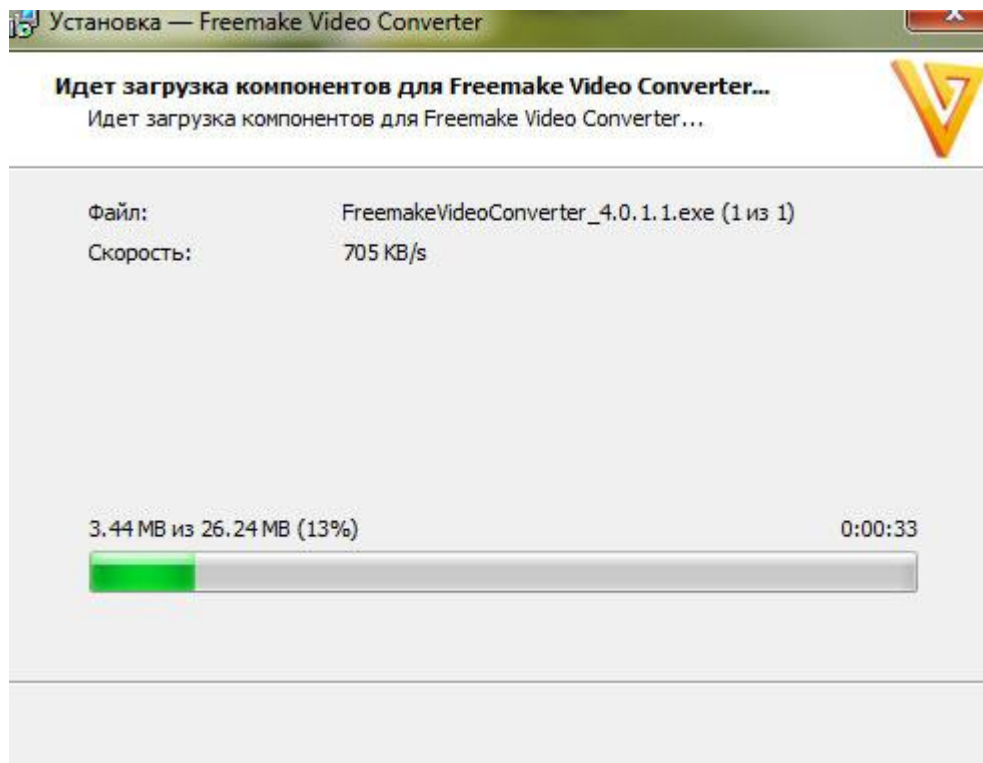 Установка — Freemake Video Converter
Идет загрузка компонентов для Freemake Video Converter...
Идет загрузка компонентов для Freemake Video Converter...
Файл: FreemakeVideoConverter_4.0.1.1.exe (1 из 1)
Скорость: 705 KB/s
3.44 MB из 26.24 MB (13%) 0:00:33